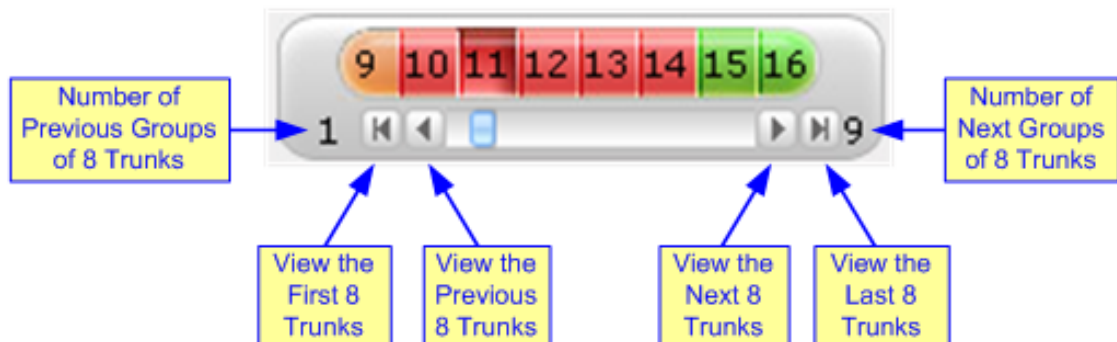 9 10 11 12 13 14 15 16
Number of
Previous Groups
of 8 Trunks
1
9
Number of
Next Groups
of 8 Trunks
View the
First 8
Trunks
View the
Previous
8 Trunks
View the
Next 8
Trunks
View the
Last 8
Trunks